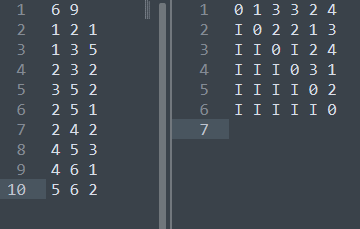 1 6 9
2 1 2 1
3 1 3 5
4 2 3 2
5 3 5 2
6 2 5 1
7 2 4 2
8 4 5 3
9 4 6 1
10 5 6 2
1 0 1 3 3 2 4
2 I 0 2 2 1 3
3 I I 0 I 2 4
4 I I I 0 3 1
5 I I I I 0 2
6 I I I I I 0
7